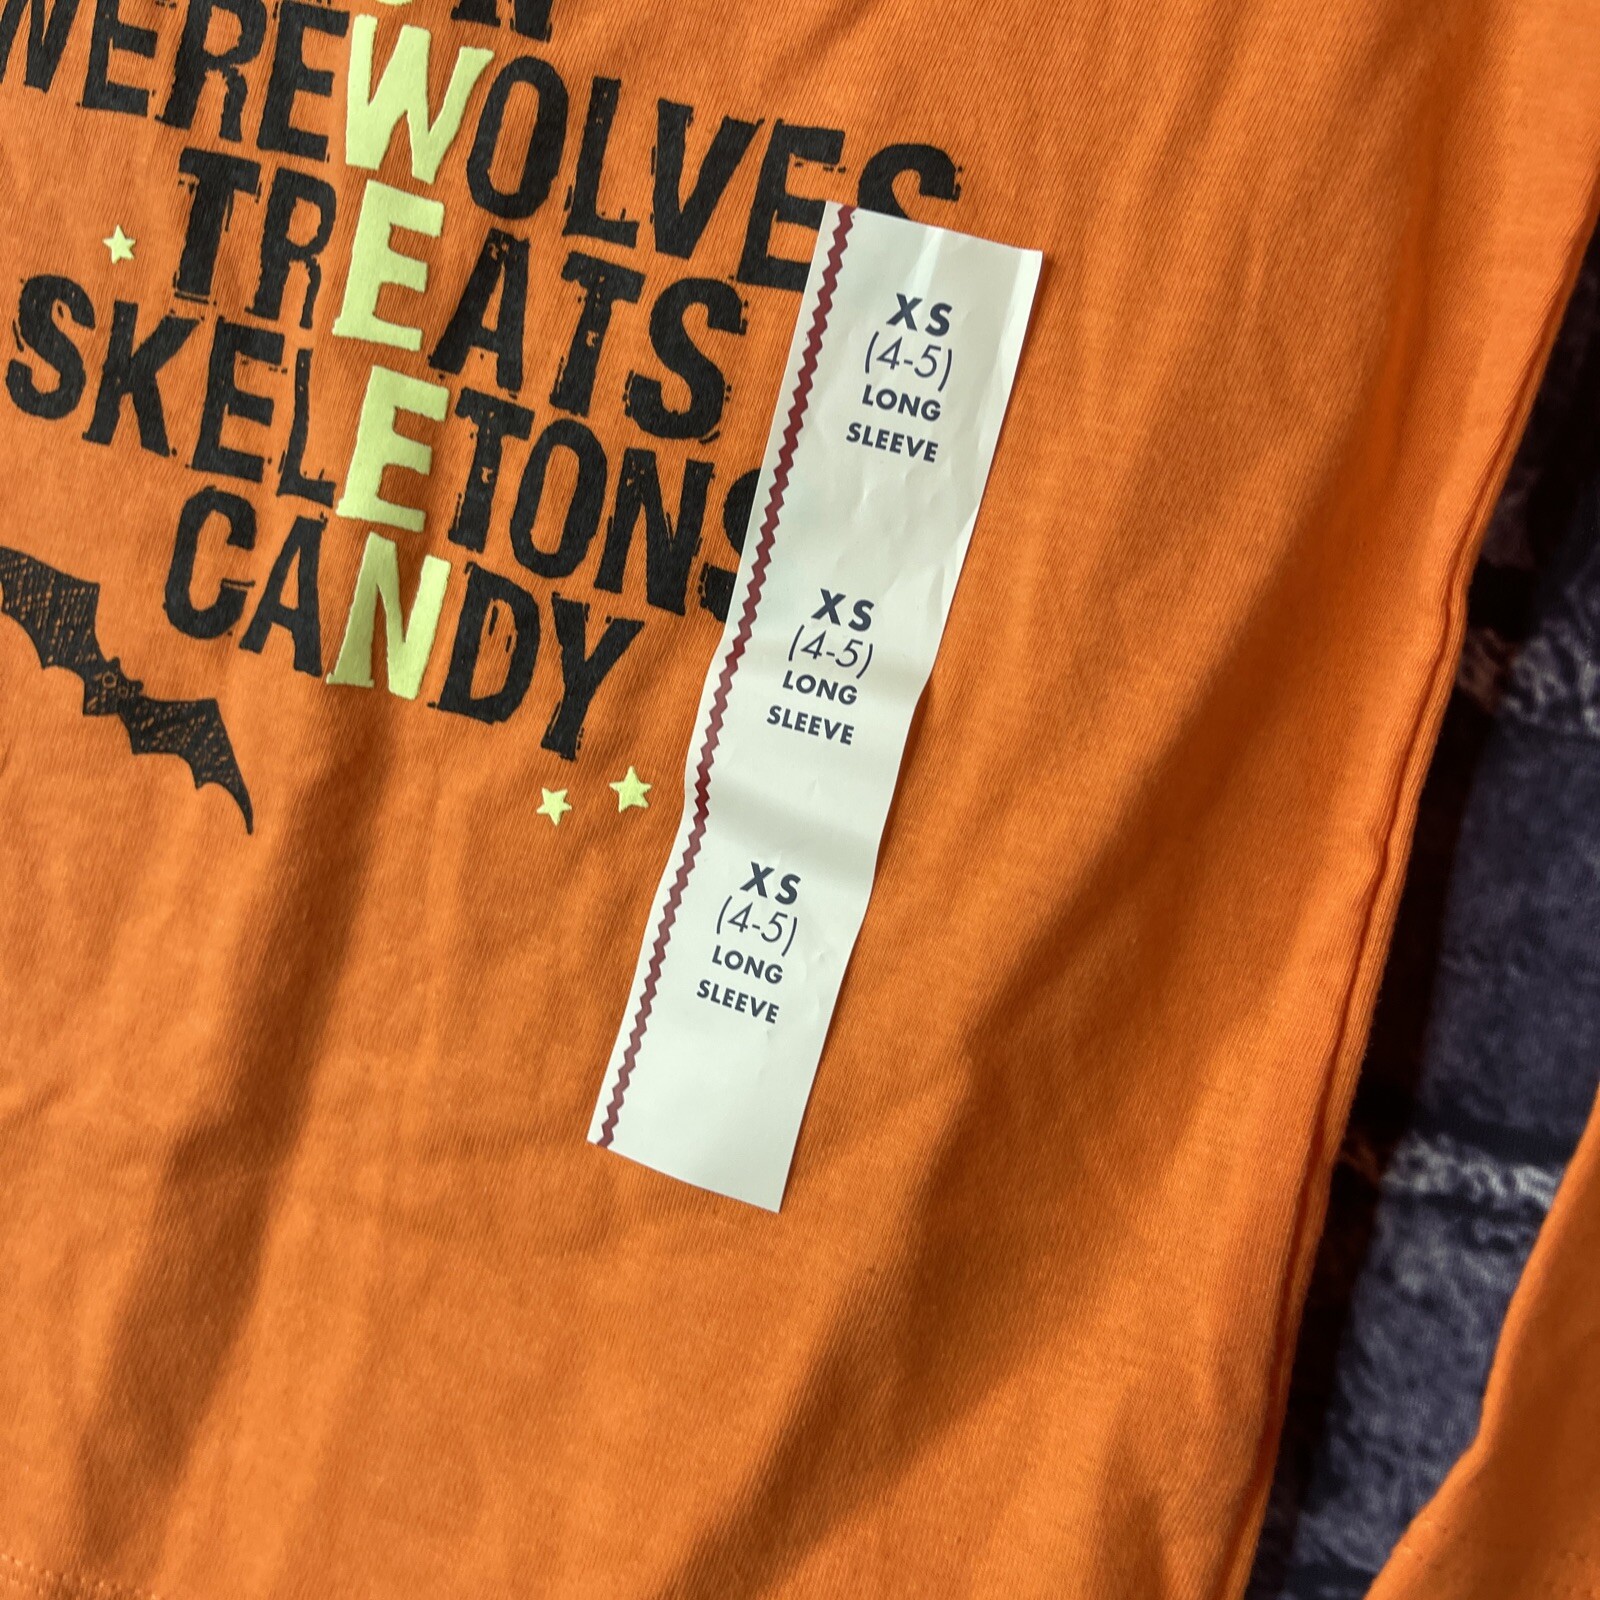 WEREWOLVES
TREATS
SKELETONS
CANDY
XS
(4-5)
LONG
SLEEVE
XS
(4-5)
LONG
SLEEVE
XS
(4-5)
LONG
SLEEVE